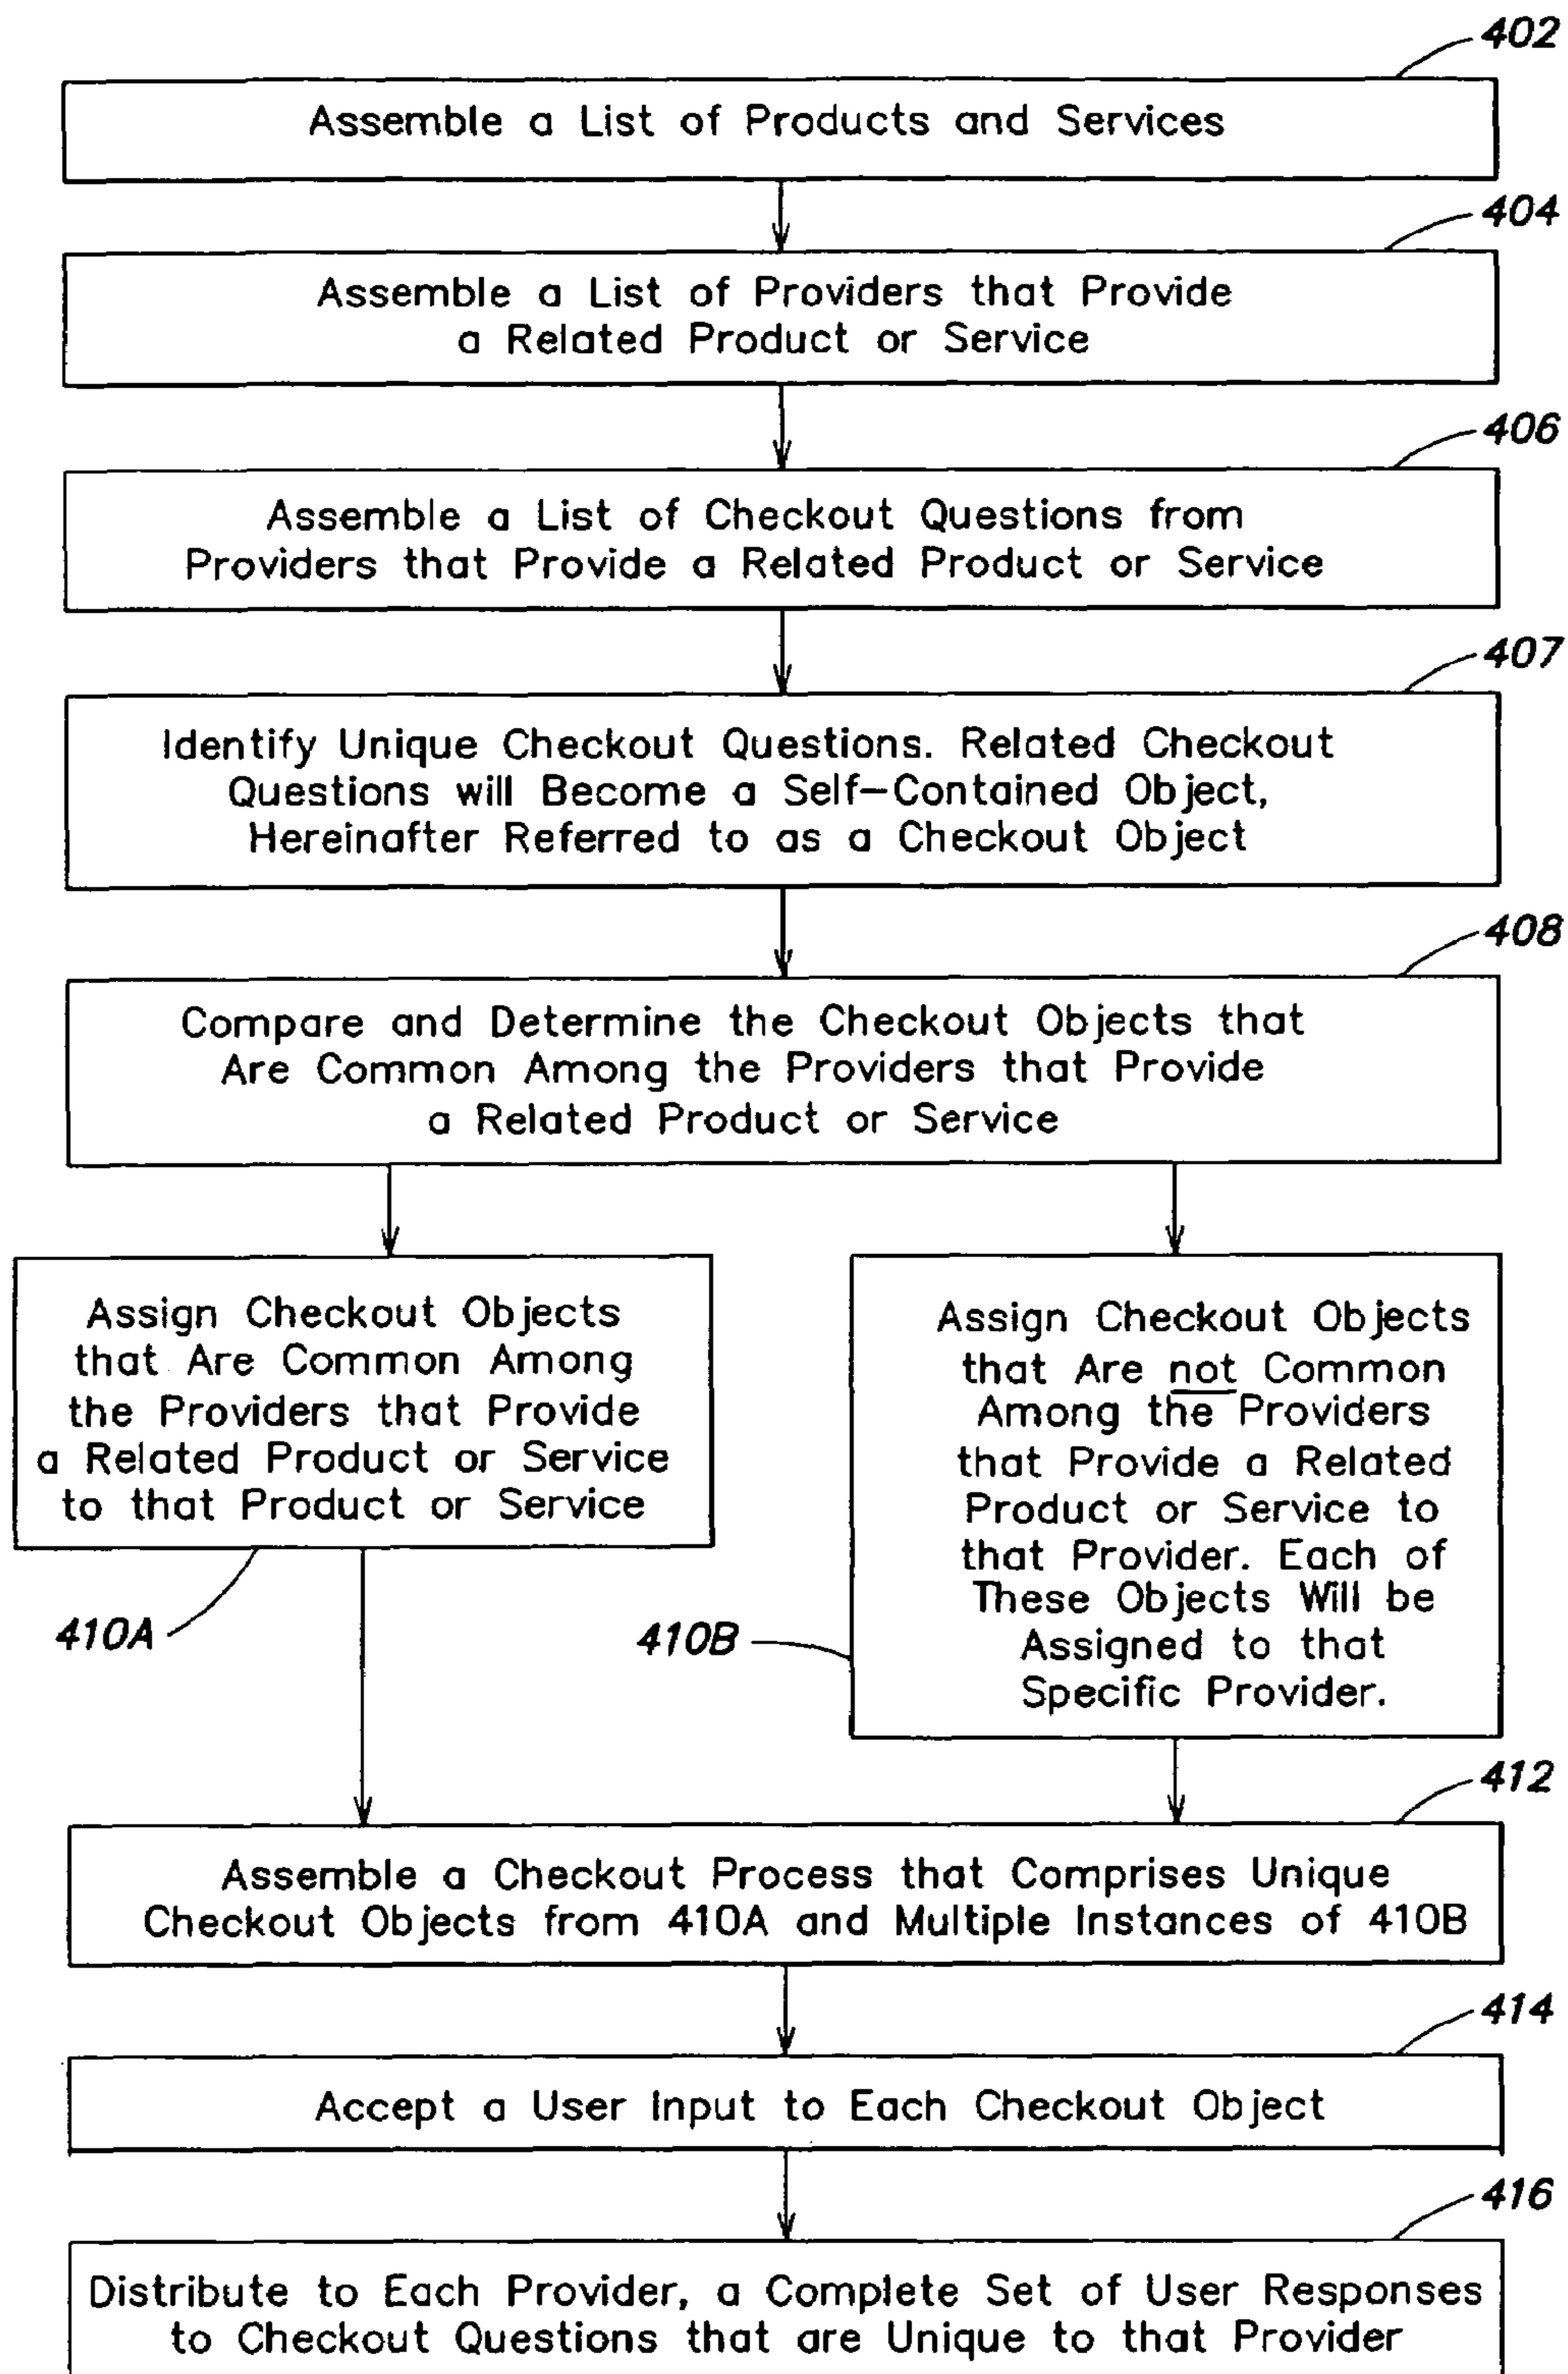 402
Assemble a List of Products and Services
404
Assemble a List of Providers that Provide
a Related Product or Service
406
Assemble a List of Checkout Questions from
Providers that Provide a Related Product or Service
407
Identify Unique Checkout Questions. Related Checkout
Questions will Become a Self-Contained Object,
Hereinafter Referred to as a Checkout Object
408
Compare and Determine the Checkout Objects that
Are Common Among the Providers that Provide
a Related Product or Service
Assign Checkout Objects
that Are Common Among
the Providers that Provide
a Related Product or Service
to that Product or Service
410A
Assign Checkout Objects
that Are not Common
Among the Providers
that Provide a Related
Product or Service to
that Provider. Each of
These Objects Will be
Assigned to that
Specific Provider.
410B
412
Assemble a Checkout Process that Comprises Unique
Checkout Objects from 410A and Multiple Instances of 410B
414
Accept a User Input to Each Checkout Object
416
Distribute to Each Provider, a Complete Set of User Responses
to Checkout Questions that are Unique to that Provider